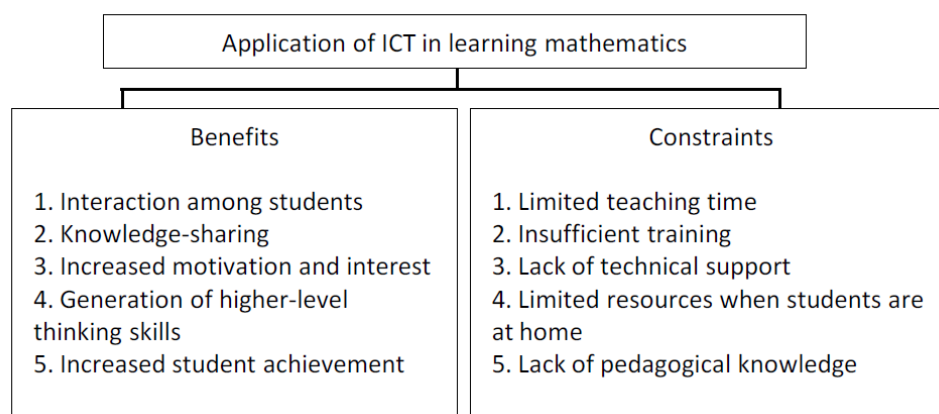 Application of ICT in learning mathematics
Benefits
1. Interaction among students
2. Knowledge-sharing
3. Increased motivation and interest
4. Generation of higher-level
thinking skills
5. Increased student achievement
Constraints
1. Limited teaching time
2. Insufficient training
3. Lack of technical support
4. Limited resources when students are
at home
5. Lack of pedagogical knowledge